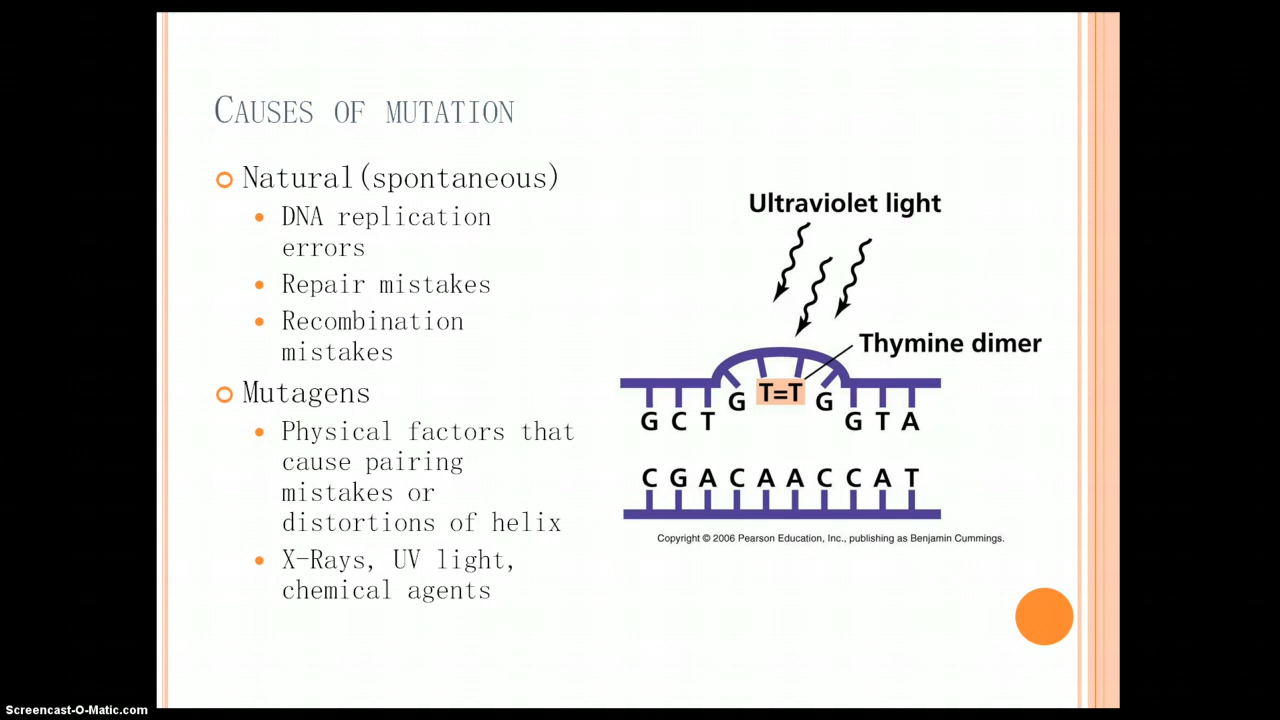 CAUSES OF MUTATION
Natural(spontaneous)
DNA replication
errors
Repair mistakes
Recombination
mistakes
Mutagens
Physical factors that
cause pairing
mistakes or
distortions of helix
X-Rays, UV light,
chemical agents
Ultraviolet light
Thymine dimer
G C T G T=T G G T A
C G A C A A C C A T
Copyright © 2006 Pearson Education, Inc., publishing as Benjamin Cummings.
Screencast-O-Matic.com